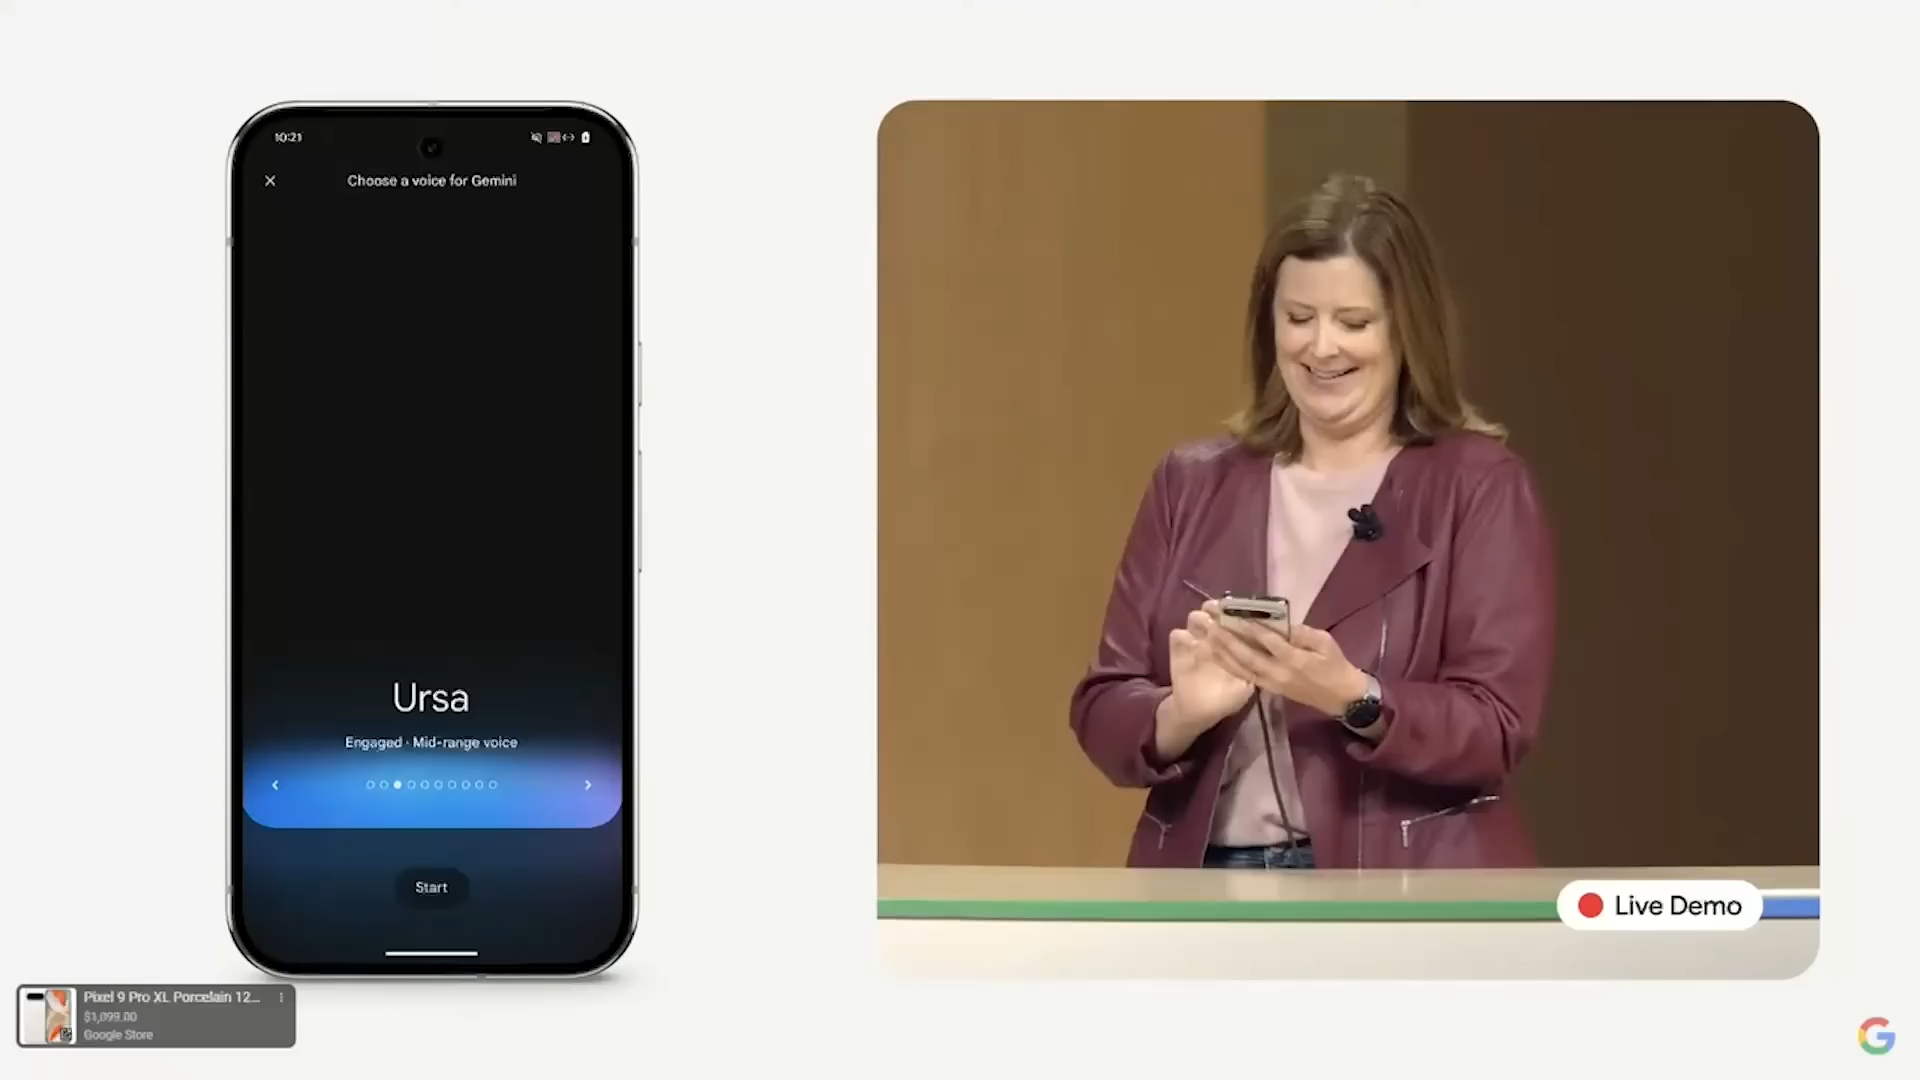 10:21
Choose a voice for Gemini
Ursa
Engaged · Mid-range voice
Start
Live Demo
Pixel 9 Pro XL Porcelain 12...
$1,099.00
Google Store
G